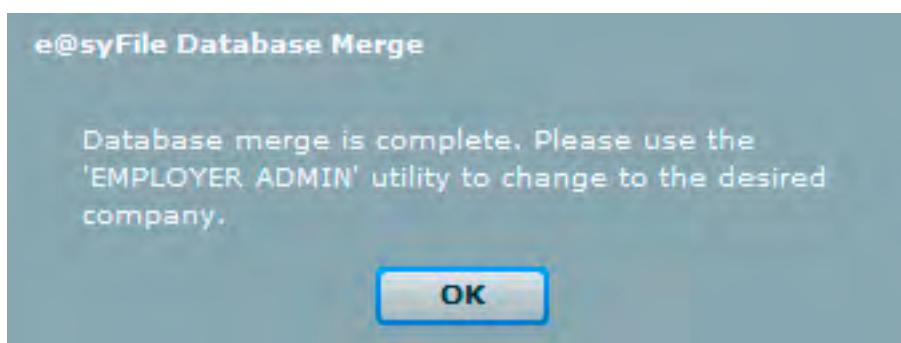 e@syFile Database Merge
Database merge is complete. Please use the
'EMPLOYER ADMIN' utility to change to the desired
company.
OK